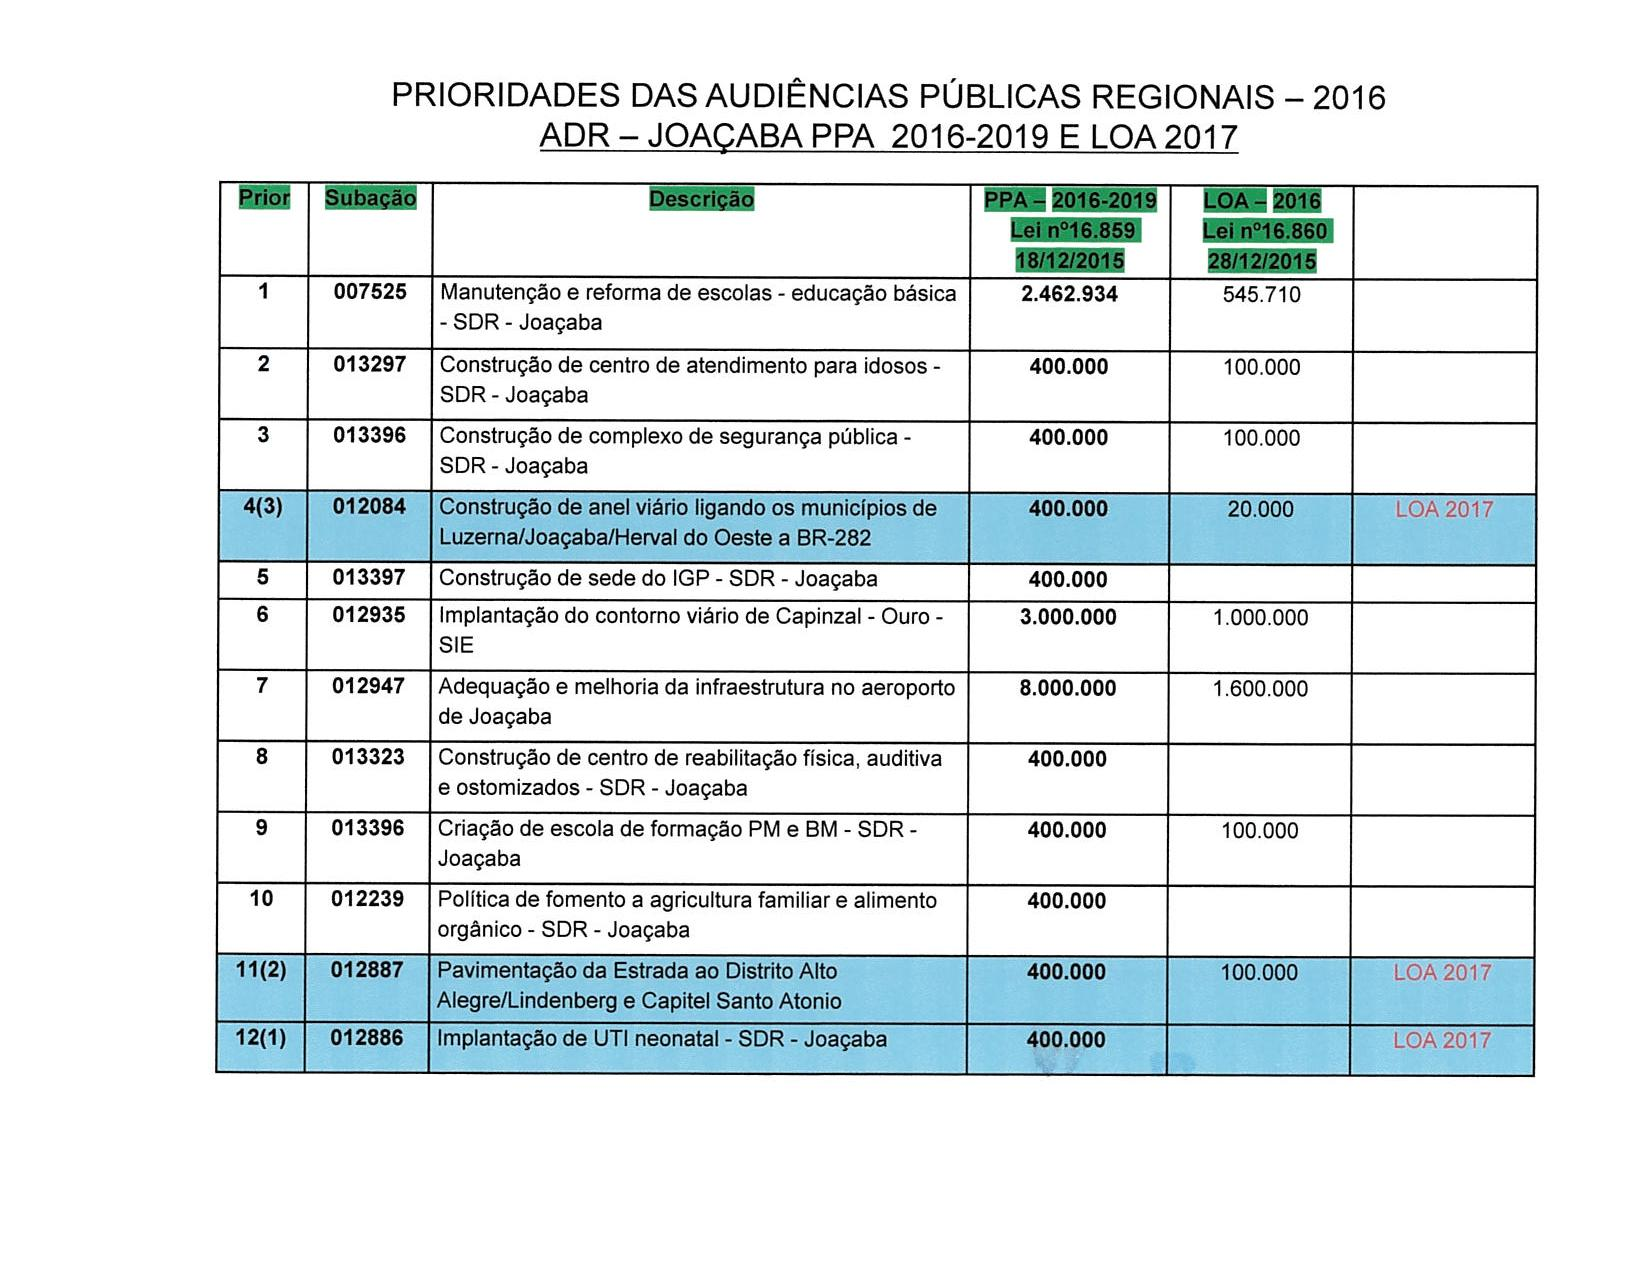 PRIORIDADES DAS AUDIÊNCIAS PÚBLICAS REGIONAIS – 2016
ADR – JOAÇABA PPA 2016-2019 E LOA 2017
Prior Subação Descrição PPA – 2016-2019 LOA – 2016
Lei nº16.859 Lei nº16.860
18/12/2015 28/12/2015
1 007525 Manutenção e reforma de escolas - educação básica 2.462.934 545.710
- SDR - Joaçaba
2 013297 Construção de centro de atendimento para idosos - 400.000 100.000
SDR - Joaçaba
3 013396 Construção de complexo de segurança pública - 400.000 100.000
SDR - Joaçaba
4(3) 012084 Construção de anel viário ligando os municípios de 400.000 20.000 LOA 2017
Luzerna/Joaçaba/Herval do Oeste a BR-282
5 013397 Construção de sede do IGP - SDR - Joaçaba 400.000
6 012935 Implantação do contorno viário de Capinzal - Ouro - 3.000.000 1.000.000
SIE
7 012947 Adequação e melhoria da infraestrutura no aeroporto 8.000.000 1.600.000
de Joaçaba
8 013323 Construção de centro de reabilitação física, auditiva 400.000
e ostomizados - SDR - Joaçaba
9 013396 Criação de escola de formação PM e BM - SDR - 400.000 100.000
Joaçaba
10 012239 Política de fomento a agricultura familiar e alimento 400.000
orgânico - SDR - Joaçaba
11(2) 012887 Pavimentação da Estrada ao Distrito Alto 400.000 100.000 LOA 2017
Alegre/Lindenberg e Capitel Santo Atonio
12(1) 012886 Implantação de UTI neonatal - SDR - Joaçaba 400.000 LOA 2017